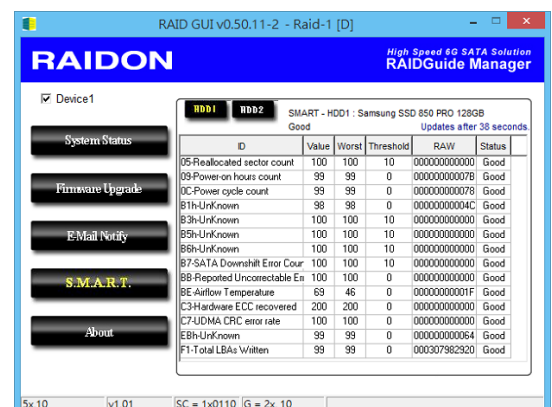 RAID GUI v0.50.11-2 - Raid-1 [D]
RAIDON
High Speed 6G SATA Solution
RAIDGuide Manager
Device1
System Status
Firmware Upgrade
E-Mail Notify
S.M.A.R.T.
About
HDD1 HDD2 SMART - HDD1 : Samsung SSD 850 PRO 128GB
Good Updates after 38 seconds.
ID Value Worst Threshold RAW Status
05-Reallocated sector count 100 100 10 000000000000 Good
09-Power-on hours count 99 99 0 00000000007B Good
0C-Power cycle count 99 99 0 000000000078 Good
B1h-UnKnown 98 98 0 00000000004C Good
B3h-UnKnown 100 100 10 000000000000 Good
B5h-UnKnown 100 100 10 000000000000 Good
B6h-UnKnown 100 100 10 000000000000 Good
B7-SATA Downshift Error Cour 100 100 10 000000000000 Good
BB-Reported Uncorrectable En 100 100 0 000000000000 Good
BE-Airflow Temperature 69 46 0 00000000001F Good
C3-Hardware ECC recovered 200 200 0 000000000000 Good
C7-UDMA CRC error rate 100 100 0 000000000000 Good
EBh-UnKnown 99 99 0 000000000064 Good
F1-Total LBAs Written 99 99 0 000307982920 Good
5x 10 v1.01 SC = 1x0110 G = 2x 10